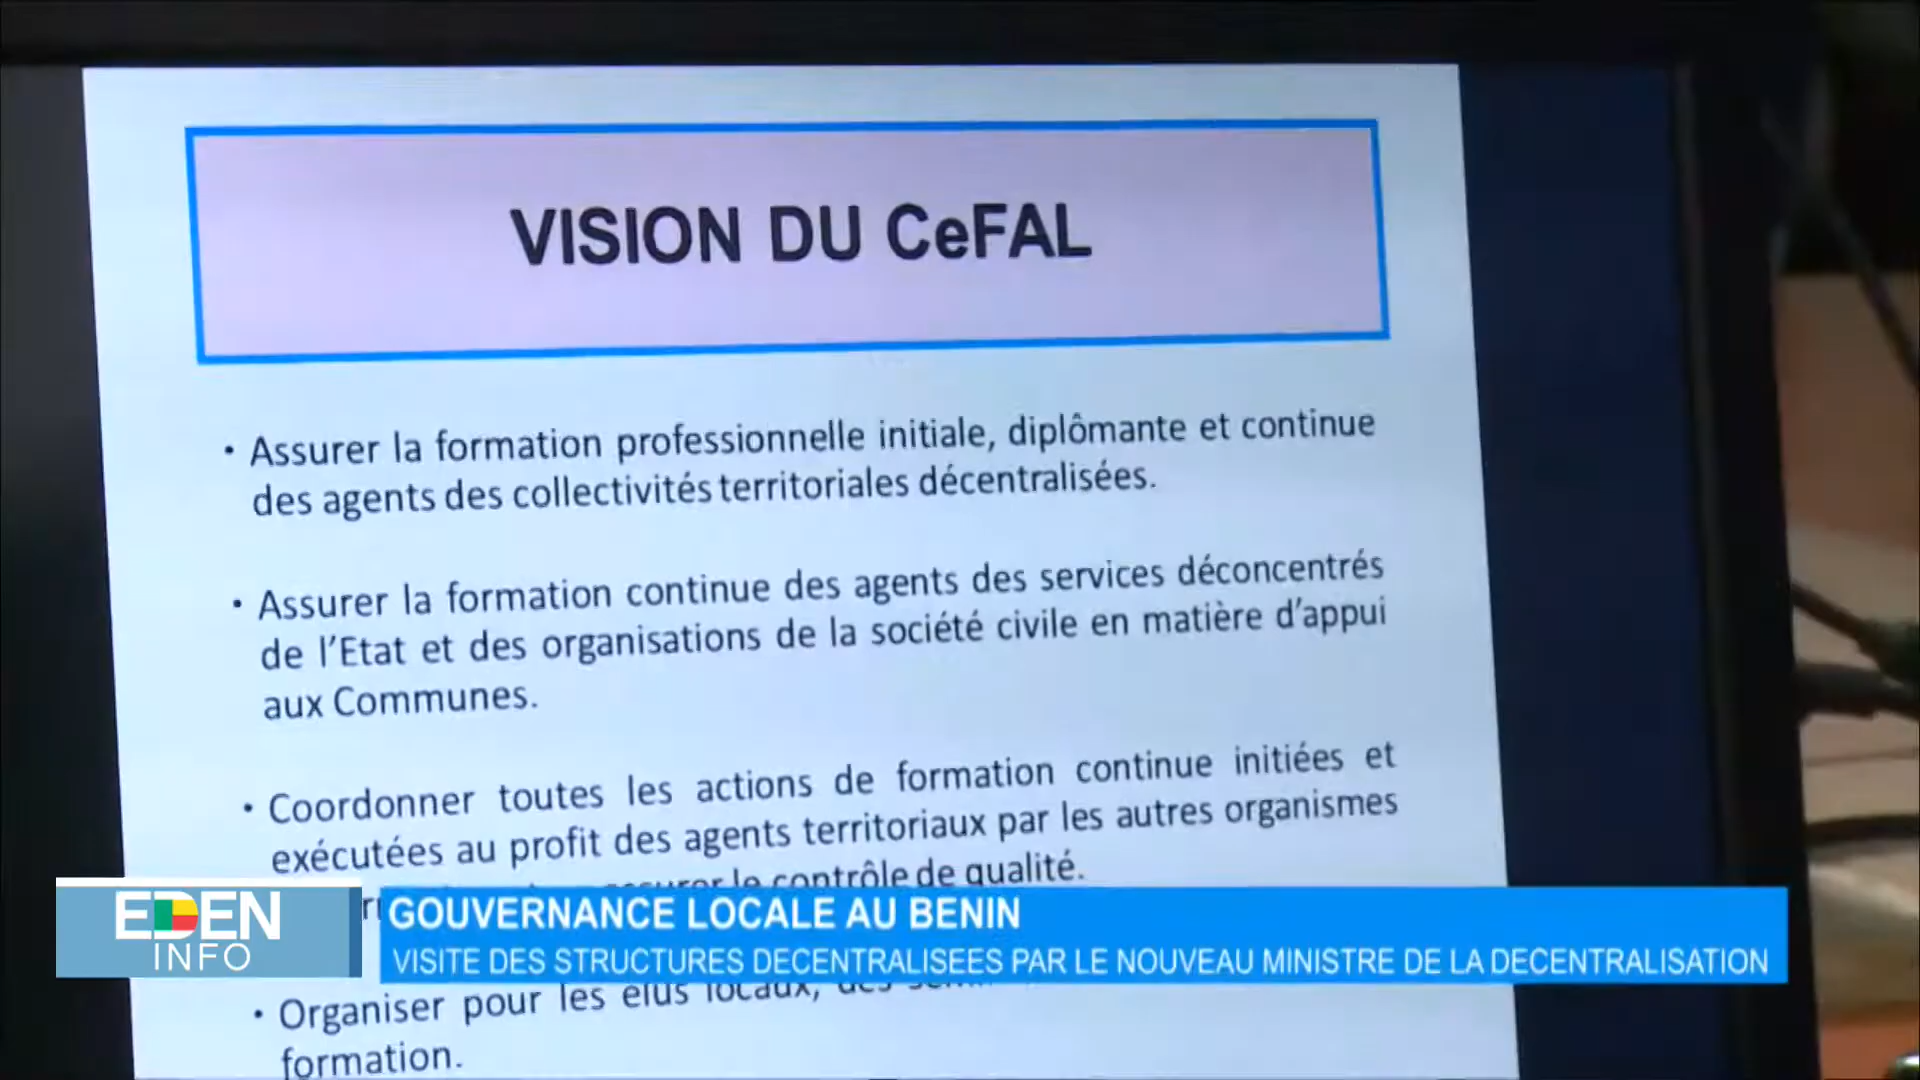 VISION DU CeFAL
• Assurer la formation professionnelle initiale, diplômante et continue
des agents des collectivités territoriales décentralisées.
• Assurer la formation continue des agents des services déconcentrés
de l'Etat et des organisations de la société civile en matière d'appui
aux Communes.
• Coordonner toutes les actions de formation continue initiées et
exécutées au profit des agents territoriaux par les autres organismes
le contrôle de qualité.
EDEN
INFO
GOUVERNANCE LOCALE AU BENIN
VISITE DES STRUCTURES DECENTRALISEES PAR LE NOUVEAU MINISTRE DE LA DECENTRALISATION
• Organiser pour les élus locaux,
formation.